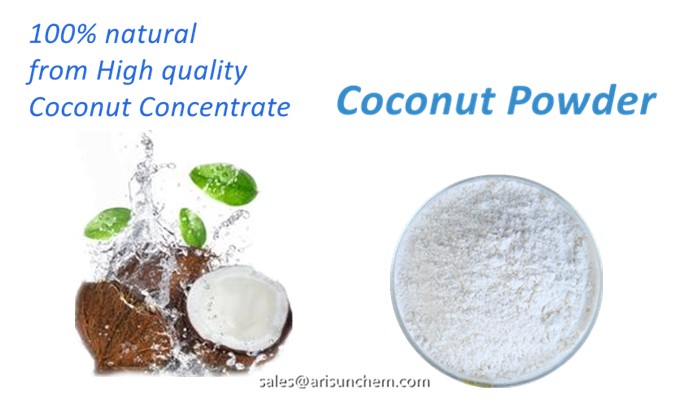 100% natural
from High quality
Coconut Concentrate
Coconut Powder
sales@arisunchem.com